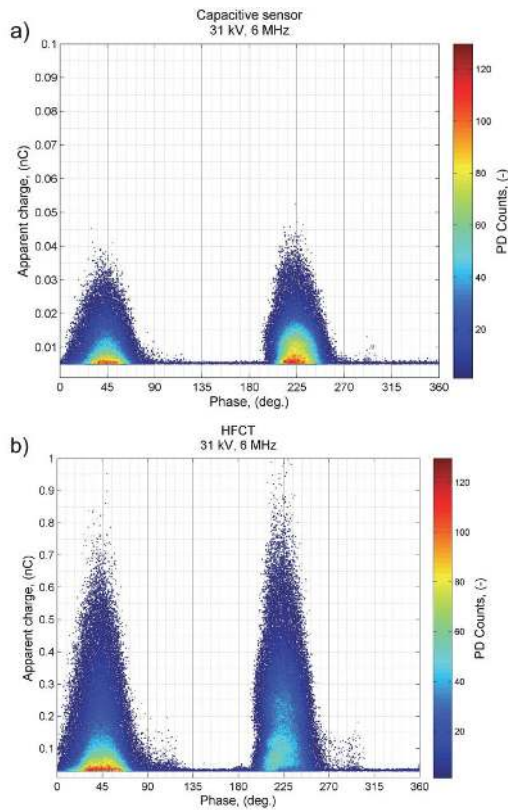 a)
Capacitive sensor
31 kV, 6 MHz
0.1
0.09
0.08
0.07
0.06
0.05
0.04
0.03
0.02
0.01
Apparent charge, (nC)
0 45 90 135 180 225 270 315 360
Phase, (deg.)
120
100
80
60
40
20
PD Counts, (-)
b)
HFCT
31 kV, 6 MHz
1
0.9
0.8
0.7
0.6
0.5
0.4
0.3
0.2
0.1
Apparent charge, (nC)
0 45 90 135 180 225 270 315 360
Phase, (deg.)
120
100
80
60
40
20
PD Counts, (-)